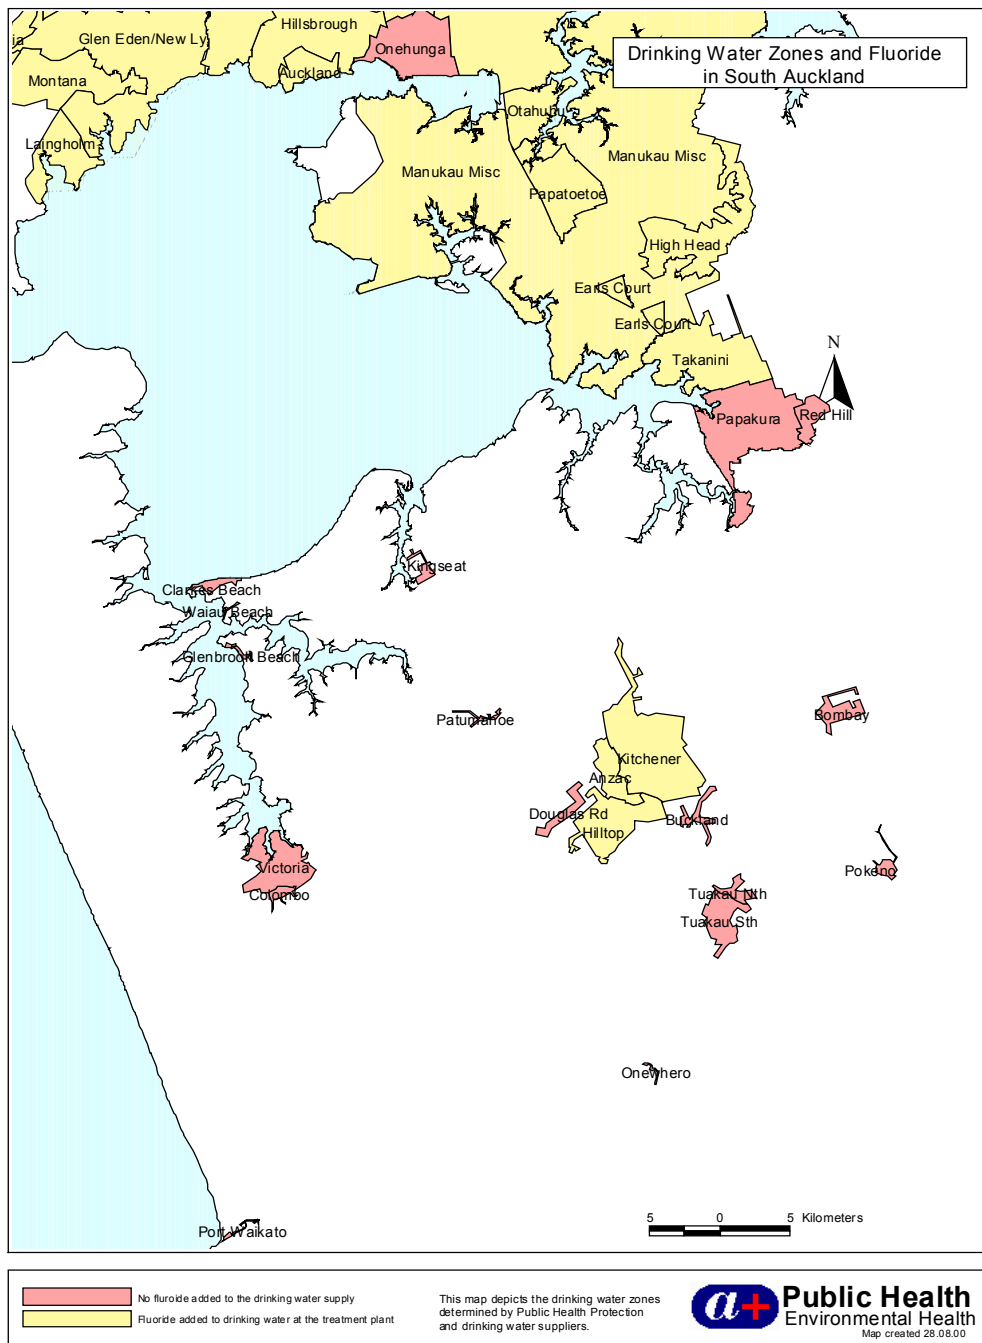 Drinking Water Zones and Fluoride
in South Auckland
Hillsbrough
ia
Glen Eden/New Ly
Onehunga
Montana
Auckland
Otahuhu
Laingholm
Manukau Misc
Manukau Misc
Papatoetoe
High Head
Earls Court
Earls Court
Takanini
N
Papakura
Red Hill
Kingseat
Clarkes Beach
Waiau Beach
Glenbrook Beach
Patumahoe
Bombay
Kitchener
Anzac
Douglas Rd
Buckland
Hilltop
Victoria
Colombo
Pokeno
Tuakau Nth
Tuakau Sth
Onewhero
Port Waikato
5 0 5 Kilometers
No fluroide added to the drinking water supply
Fluoride added to drinking water at the treatment plant
This map depicts the drinking water zones
determined by Public Health Protection
and drinking water suppliers.
a+
Public Health
Environmental Health
Map created 28.08.00